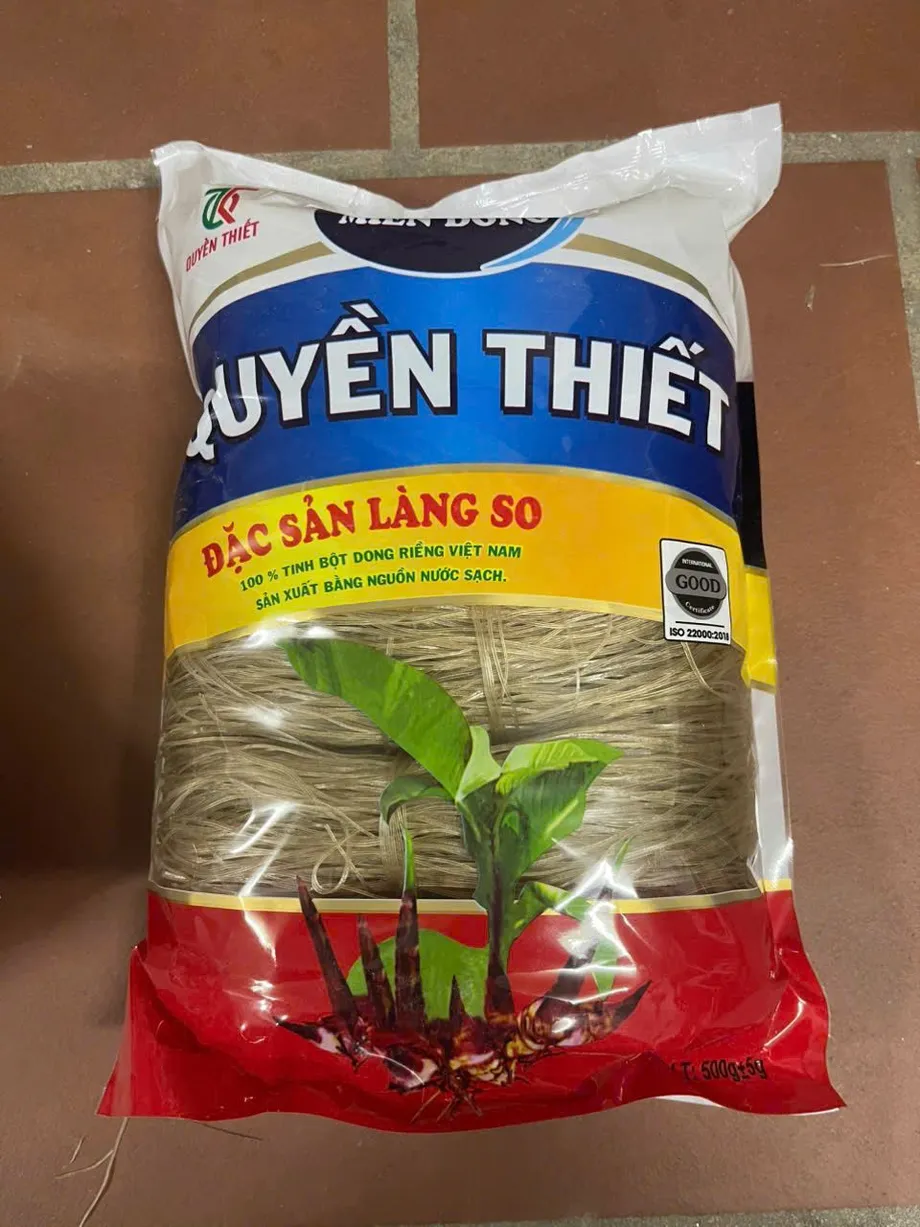 QUYỀN THIẾT
MIẾN DONG
QUYỀN THIẾT
ĐẶC SẢN LÀNG SO
100 % TINH BỘT DONG RIỀNG VIỆT NAM
SẢN XUẤT BẰNG NGUỒN NƯỚC SẠCH.
INTERNATIONAL
GOOD
Certificate
ISO 22000:2018
T: 500g±5g